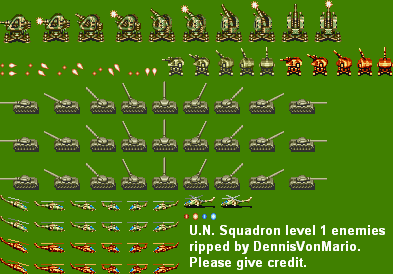 U.N. Squadron level 1 enemies
ripped by DennisVonMario.
Please give credit.